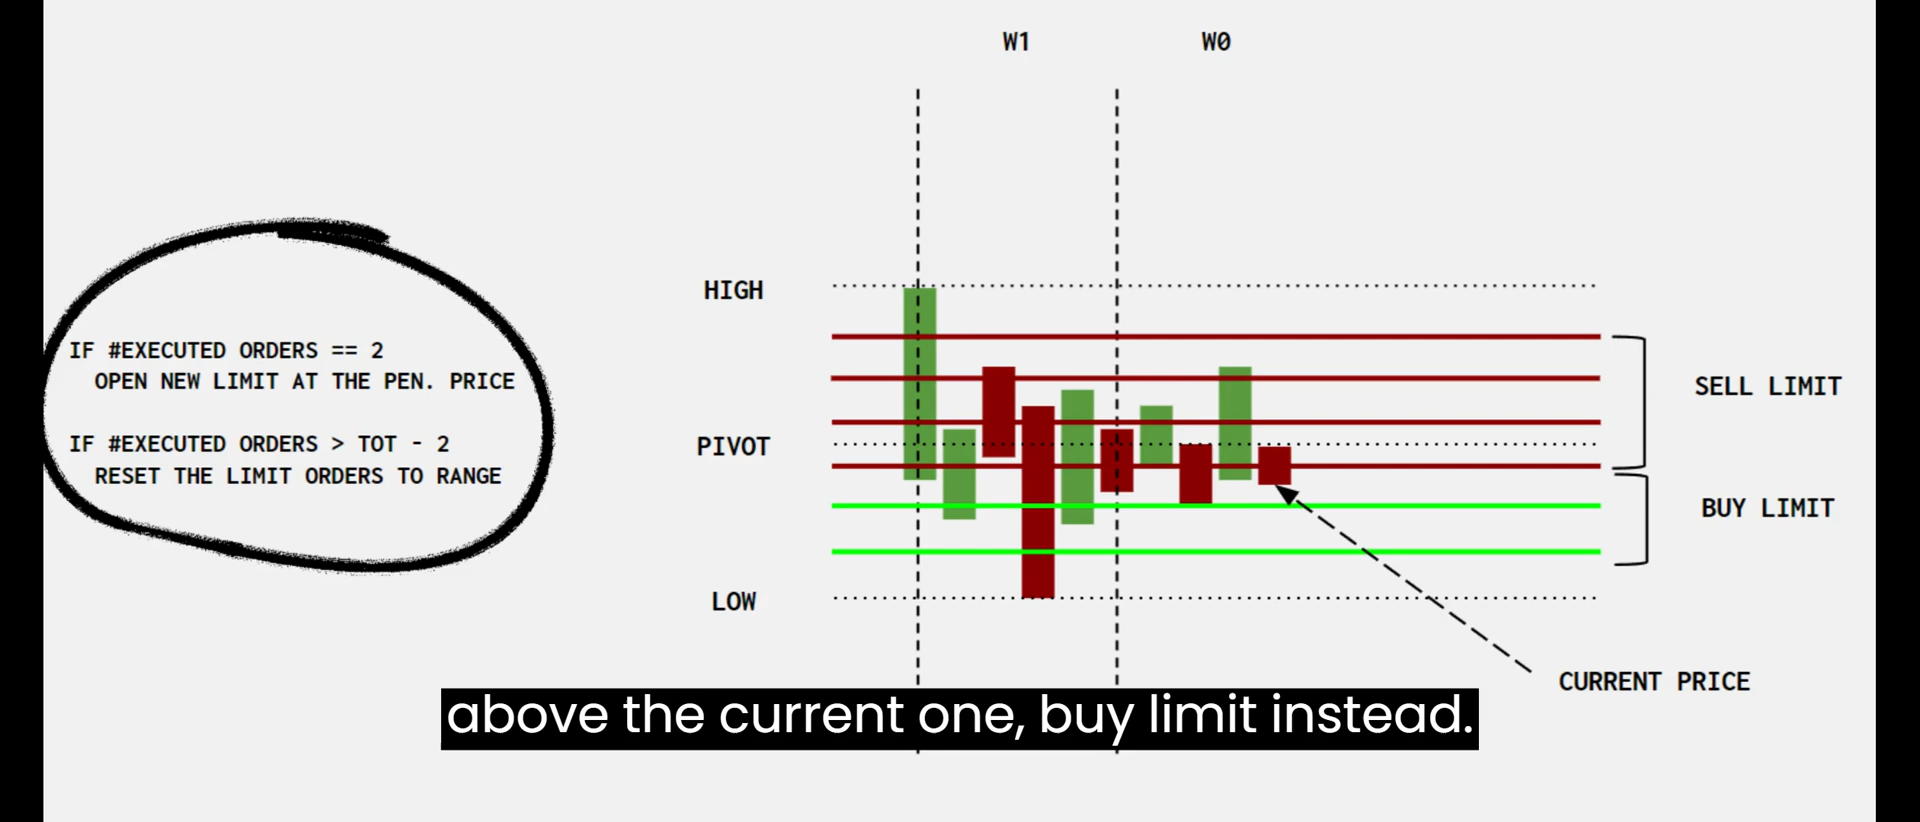 W1
W0
IF #EXECUTED ORDERS == 2
OPEN NEW LIMIT AT THE PEN. PRICE
IF #EXECUTED ORDERS > TOT - 2
RESET THE LIMIT ORDERS TO RANGE
HIGH
PIVOT
LOW
SELL LIMIT
BUY LIMIT
CURRENT PRICE
above the current one, buy limit instead.